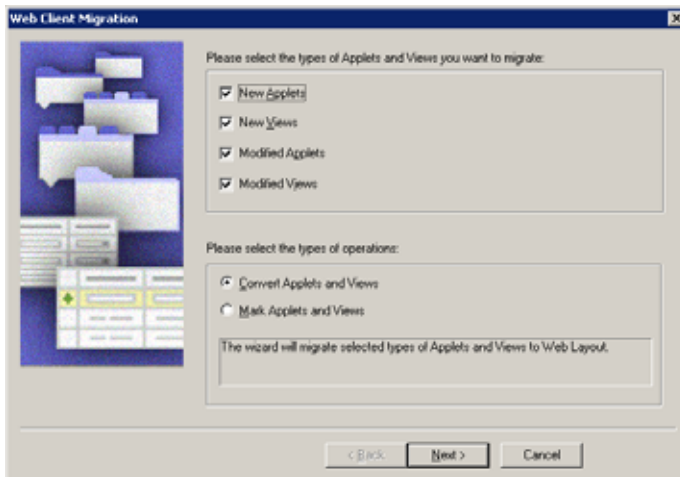 Web Client Migration
Please select the types of Applets and Views you want to migrate:
New Applets
New Views
Modified Applets
Modified Views
Please select the types of operations:
Convert Applets and Views
Mark Applets and Views
The wizard will migrate selected types of Applets and Views to Web Layout.
< Back Next > Cancel